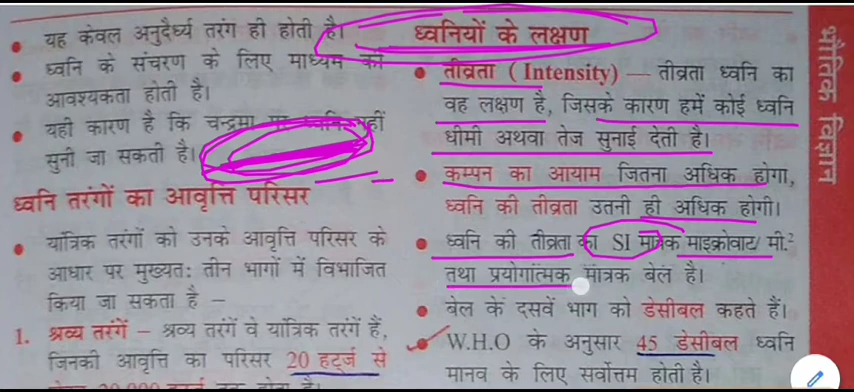 यह केवल अनुदैर्ध्य तरंग ही होती है।
ध्वनि के संचरण के लिए माध्यम की
आवश्यकता होती है।
यही कारण है कि चन्द्रमा पर ध्वनि नहीं
सुनी जा सकती है।
ध्वनि तरंगों का आवृत्ति परिसर
यांत्रिक तरंगों को उनके आवृत्ति परिसर के
आधार पर मुख्यत: तीन भागों में विभाजित
किया जा सकता है –
1. श्रव्य तरंगें – श्रव्य तरंगें वे यांत्रिक तरंगें हैं,
जिनकी आवृत्ति का परिसर 20 हर्ट्ज से
20,000 हर्ट्ज तक होता है।
ध्वनियों के लक्षण
तीव्रता ( Intensity) — तीव्रता ध्वनि का
वह लक्षण है, जिसके कारण हमें कोई ध्वनि
धीमी अथवा तेज सुनाई देती है।
कम्पन का आयाम जितना अधिक होगा,
ध्वनि की तीव्रता उतनी ही अधिक होगी।
ध्वनि की तीव्रता का SI मात्रक माइक्रोवाट/ मी.²
तथा प्रयोगात्मक मात्रक बेल है।
बेल के दसवें भाग को डेसीबल कहते हैं।
W.H.O के अनुसार 45 डेसीबल ध्वनि
मानव के लिए सर्वोत्तम होती है।
भौतिक विज्ञान